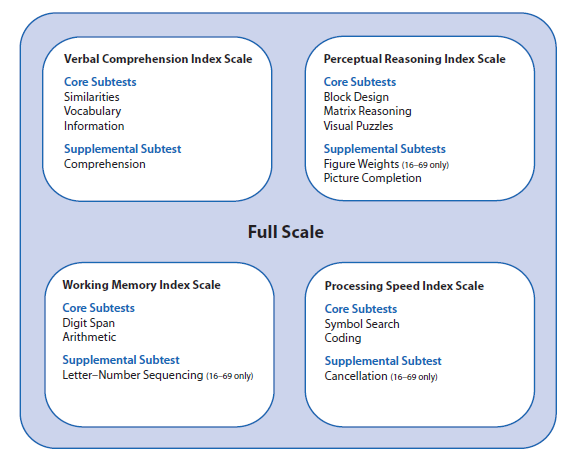 Verbal Comprehension Index Scale
Core Subtests
Similarities
Vocabulary
Information
Supplemental Subtest
Comprehension
Perceptual Reasoning Index Scale
Core Subtests
Block Design
Matrix Reasoning
Visual Puzzles
Supplemental Subtests
Figure Weights (16–69 only)
Picture Completion
Full Scale
Working Memory Index Scale
Core Subtests
Digit Span
Arithmetic
Supplemental Subtest
Letter–Number Sequencing (16–69 only)
Processing Speed Index Scale
Core Subtests
Symbol Search
Coding
Supplemental Subtest
Cancellation (16–69 only)